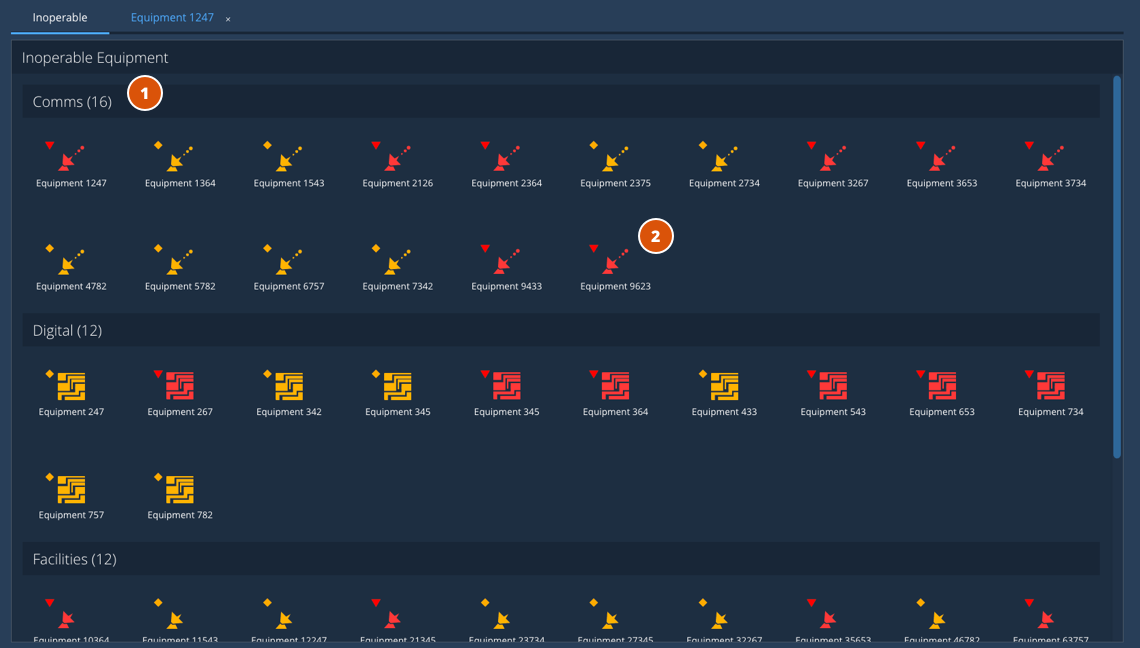 Inoperable Equipment 1247 ×
Inoperable Equipment
Comms (16) 1
Equipment 1247 Equipment 1364 Equipment 1543 Equipment 2126 Equipment 2364 Equipment 2375 Equipment 2734 Equipment 3267 Equipment 3653 Equipment 3734
2
Equipment 4782 Equipment 5782 Equipment 6757 Equipment 7342 Equipment 9433 Equipment 9623
Digital (12)
Equipment 247 Equipment 267 Equipment 342 Equipment 345 Equipment 345 Equipment 364 Equipment 433 Equipment 543 Equipment 653 Equipment 734
Equipment 757 Equipment 782
Facilities (12)
Equipment 10364 Equipment 11543 Equipment 12247 Equipment 21345 Equipment 23734 Equipment 27345 Equipment 32267 Equipment 35653 Equipment 46782 Equipment 63757